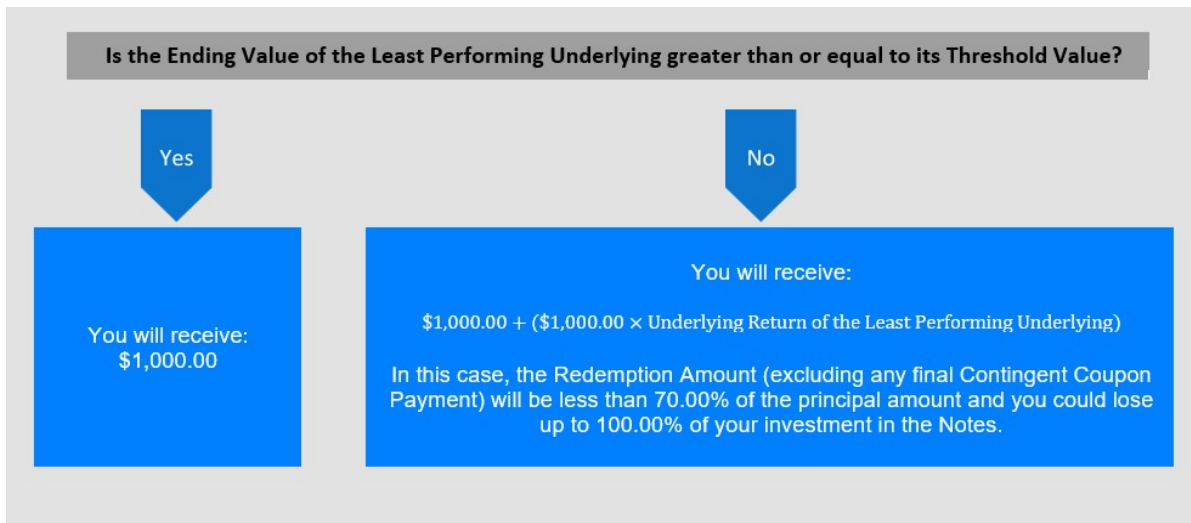 Is the Ending Value of the Least Performing Underlying greater than or equal to its Threshold Value?
Yes
No
You will receive:
$1,000.00
You will receive:
$1,000.00 + ($1,000.00 × Underlying Return of the Least Performing Underlying)
In this case, the Redemption Amount (excluding any final Contingent Coupon
Payment) will be less than 70.00% of the principal amount and you could lose
up to 100.00% of your investment in the Notes.